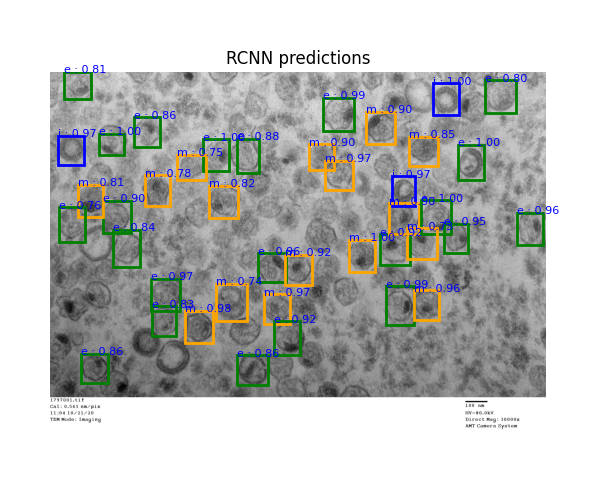 RCNN predictions
e : 0.81
i : 1.00
e : 0.80
e : 0.99
m : 0.90
e : 0.86
i : 0.97
e : 1.00
e : 1.00
e : 0.88
m : 0.85
m : 0.90
e : 1.00
m : 0.75
m : 0.97
m : 0.78
i : 0.97
m : 0.81
m : 0.82
e : 0.90
e : 1.00
e : 0.76
e : 0.96
e : 0.84
e : 0.95
e : 0.92
m : 1.00
e : 0.96
m : 0.92
e : 0.97
m : 0.74
e : 0.99
m : 0.96
m : 0.97
e : 0.83
m : 0.98
e : 0.92
e : 0.86
e : 0.86
1797001.tif
Cal: 0.561 nm/pix
11:04 10/21/20
TEM Mode: Imaging
100 nm
HV=80.0kV
Direct Mag: 30000x
AMT Camera System